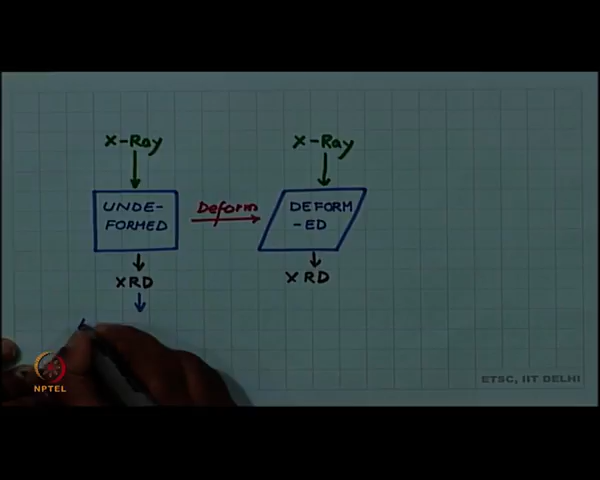 X-Ray
X-Ray
UNDE-
FORMED
Deform
DEFORM
-ED
XRD
XRD
NPTEL
ETSC, IIT DELHI